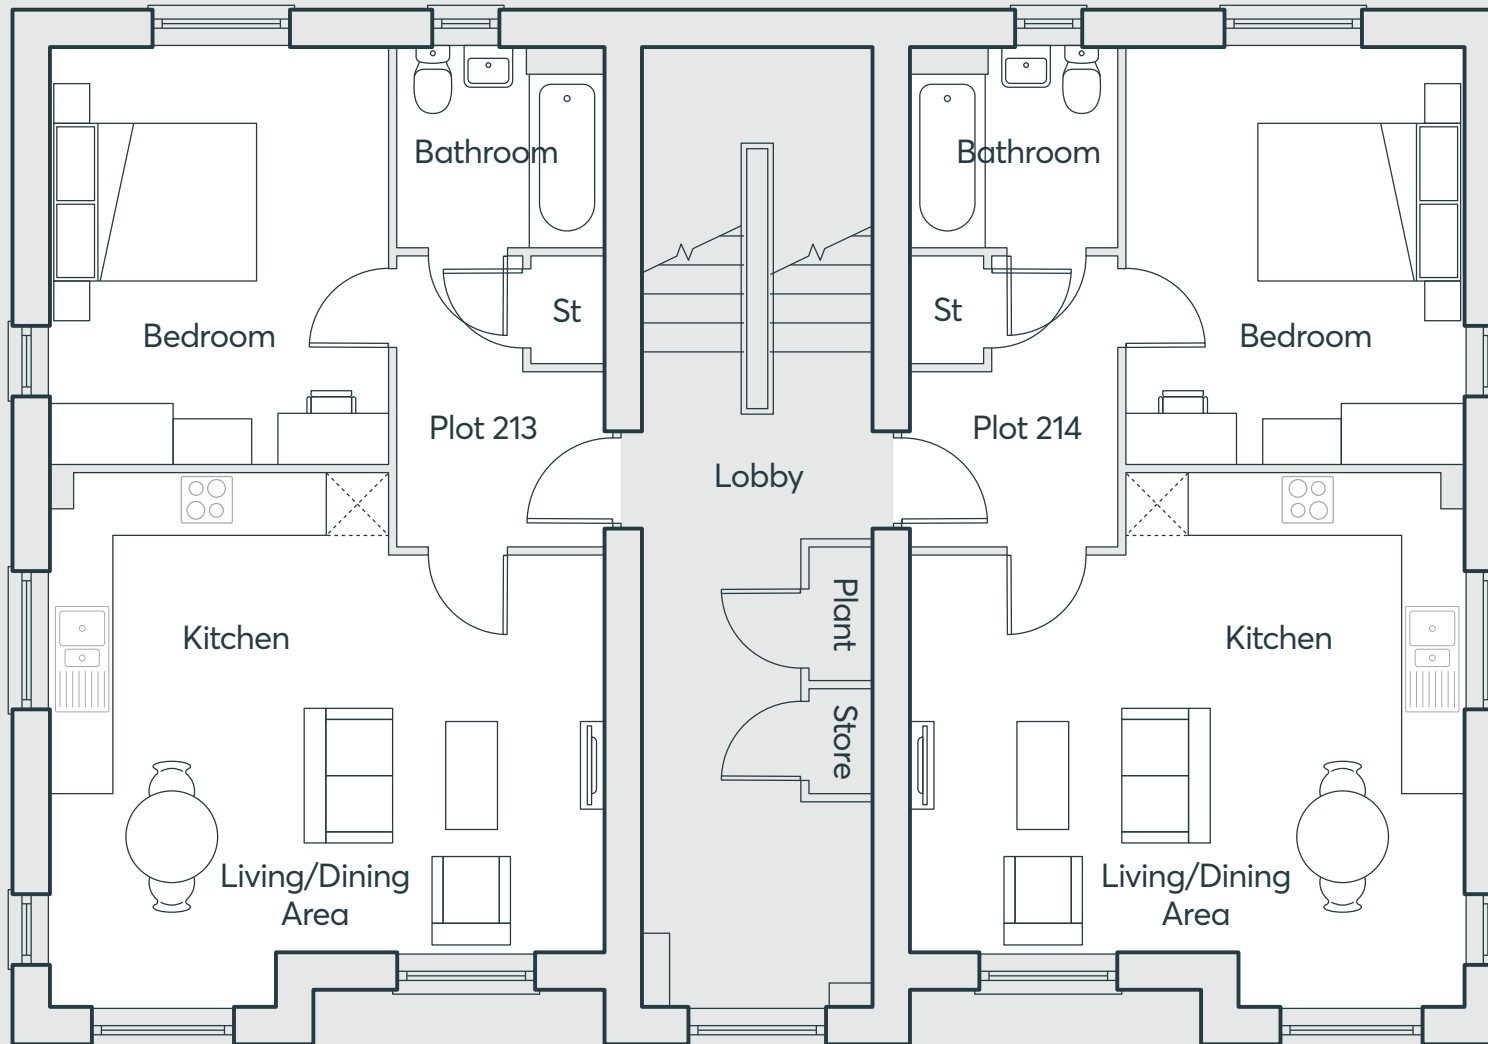 Bathroom
Bathroom
St
St
Bedroom
Bedroom
Plot 213
Plot 214
Lobby
Plant
Kitchen
Kitchen
Store
Living/Dining
Area
Living/Dining
Area